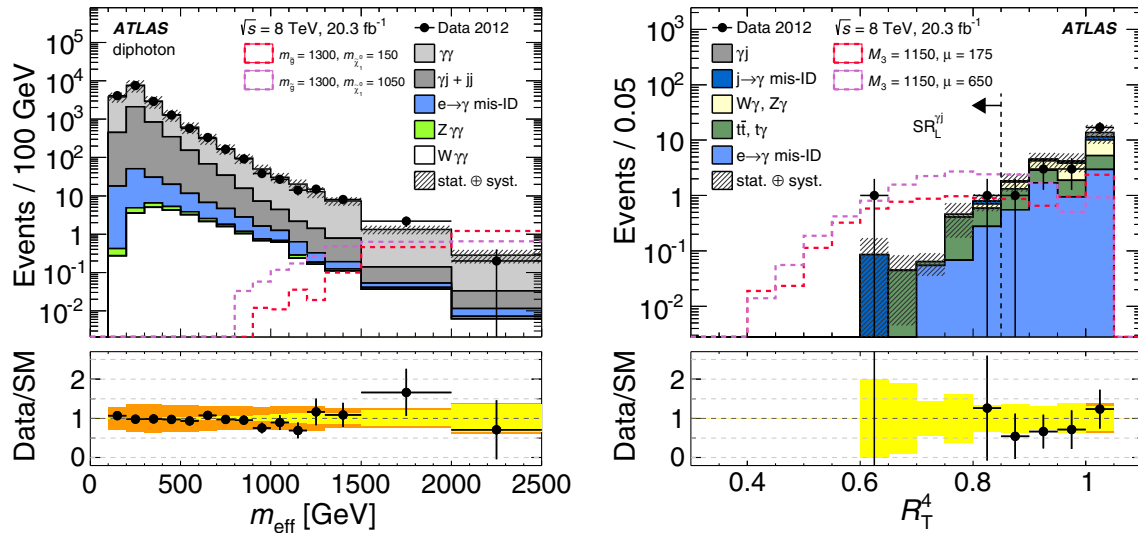 ATLAS
diphoton
√s = 8 TeV, 20.3 fb⁻¹
m_g̃ = 1300, m_χ̃₁⁰ = 150
m_g̃ = 1300, m_χ̃₁⁰ = 1050
Data 2012
γγ
γj + jj
e→γ mis-ID
Z γγ
W γγ
stat. ⊕ syst.
Events / 100 GeV
10⁵
10⁴
10³
10²
10
1
10⁻¹
10⁻²
Data/SM
2
1
0
0 500 1000 1500 2000 2500
m_eff [GeV]
Data 2012
γj
j→γ mis-ID
Wγ, Zγ
tt̄, tγ
e→γ mis-ID
stat. ⊕ syst.
√s = 8 TeV, 20.3 fb⁻¹
M₃ = 1150, μ = 175
M₃ = 1150, μ = 650
ATLAS
SR_L^γj
Events / 0.05
10⁴
10³
10²
10
1
10⁻¹
10⁻²
Data/SM
2
1
0
0.4 0.6 0.8 1
R_T^4